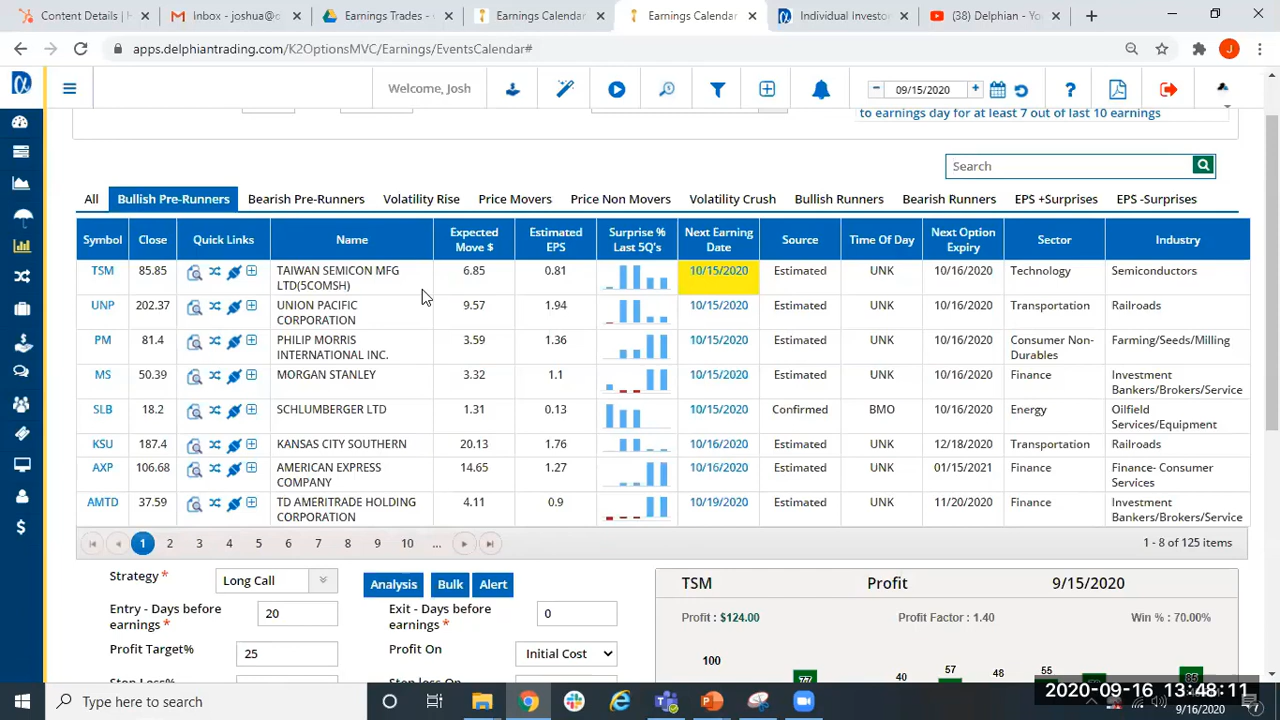 Content Details | H
Inbox - joshua@o
Earnings Trades -
Earnings Calendar
Earnings Calendar
Individual Investor
(38) Delphian - Yo
apps.delphiantrading.com/K2OptionsMVC/Earnings/EventsCalendar#
J
Welcome, Josh
09/15/2020
to earnings day for at least 7 out of last 10 earnings
Search
All Bullish Pre-Runners Bearish Pre-Runners Volatility Rise Price Movers Price Non Movers Volatility Crush Bullish Runners Bearish Runners EPS +Surprises EPS -Surprises
Symbol Close Quick Links Name Expected Move $ Estimated EPS Surprise % Last 5Q's Next Earning Date Source Time Of Day Next Option Expiry Sector Industry
TSM 85.85 TAIWAN SEMICON MFG LTD(5COMSH) 6.85 0.81 10/15/2020 Estimated UNK 10/16/2020 Technology Semiconductors
UNP 202.37 UNION PACIFIC CORPORATION 9.57 1.94 10/15/2020 Estimated UNK 10/16/2020 Transportation Railroads
PM 81.4 PHILIP MORRIS INTERNATIONAL INC. 3.59 1.36 10/15/2020 Estimated UNK 10/16/2020 Consumer Non-Durables Farming/Seeds/Milling
MS 50.39 MORGAN STANLEY 3.32 1.1 10/15/2020 Estimated UNK 10/16/2020 Finance Investment Bankers/Brokers/Service
SLB 18.2 SCHLUMBERGER LTD 1.31 0.13 10/15/2020 Confirmed BMO 10/16/2020 Energy Oilfield Services/Equipment
KSU 187.4 KANSAS CITY SOUTHERN 20.13 1.76 10/16/2020 Estimated UNK 12/18/2020 Transportation Railroads
AXP 106.68 AMERICAN EXPRESS COMPANY 14.65 1.27 10/16/2020 Estimated UNK 01/15/2021 Finance Finance- Consumer Services
AMTD 37.59 TD AMERITRADE HOLDING CORPORATION 4.11 0.9 10/19/2020 Estimated UNK 11/20/2020 Finance Investment Bankers/Brokers/Service
1 2 3 4 5 6 7 8 9 10 ... 1 - 8 of 125 items
Strategy * Long Call Analysis Bulk Alert
Entry - Days before earnings * 20 Exit - Days before earnings * 0
Profit Target% 25 Profit On Initial Cost
TSM Profit 9/15/2020
Profit : $124.00 Profit Factor : 1.40 Win % : 70.00%
100
77
40
57
48
55
85
2020-09-16 13:48:11
Type here to search
9/16/2020